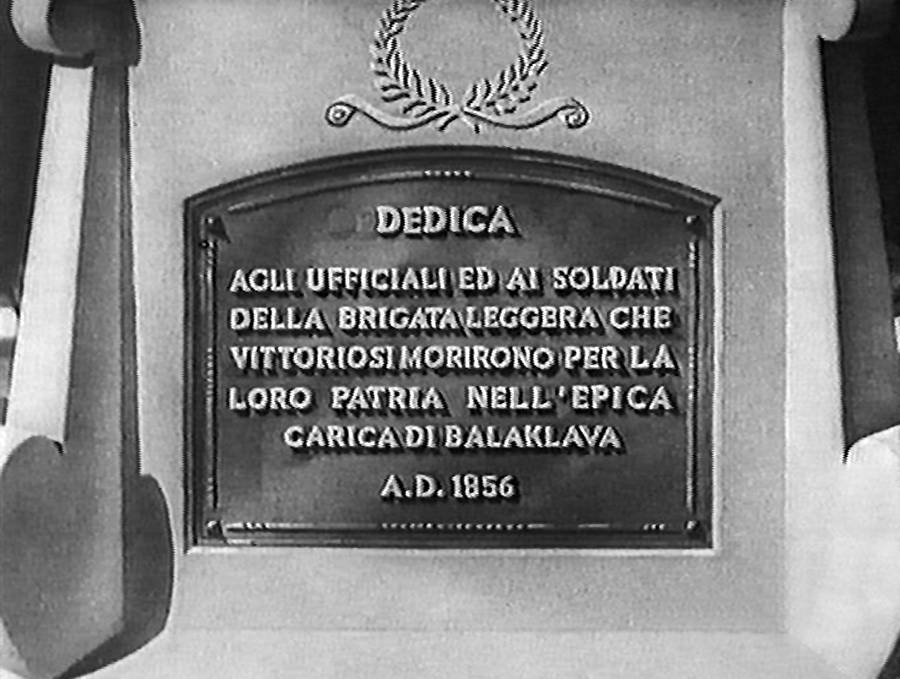 DEDICA
AGLI UFFICIALI ED AI SOLDATI
DELLA BRIGATA LEGGERA CHE
VITTORIOSI MORIRONO PER LA
LORO PATRIA NELL'EPICA
CARICA DI BALAKLAVA
A.D. 1856